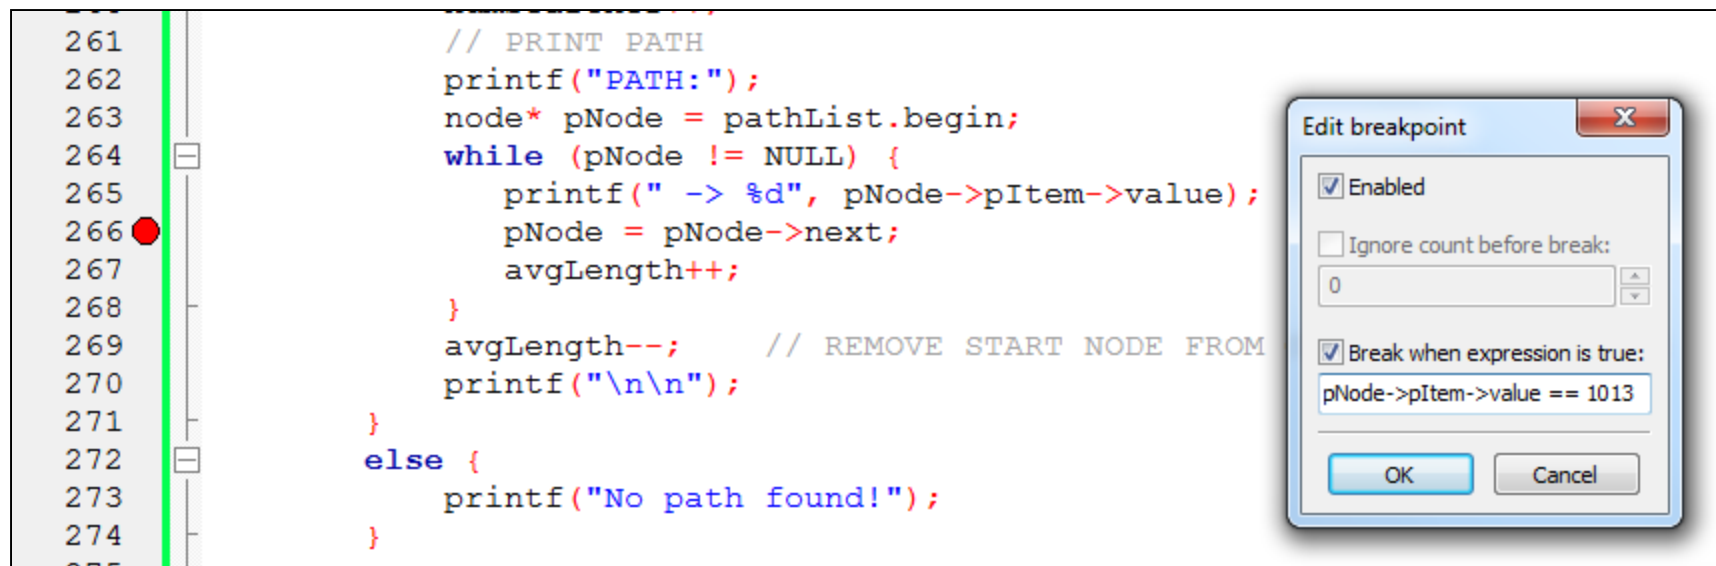 261 // PRINT PATH
262 printf("PATH:");
263 node* pNode = pathList.begin;
264 while (pNode != NULL) {
265 printf(" -> %d", pNode->pItem->value);
266 pNode = pNode->next;
267 avgLength++;
268 }
269 avgLength--; // REMOVE START NODE FROM
270 printf("\n\n");
271 }
272 else {
273 printf("No path found!");
274 }
Edit breakpoint
Enabled
Ignore count before break:
0
Break when expression is true:
pNode->pItem->value == 1013
OK
Cancel